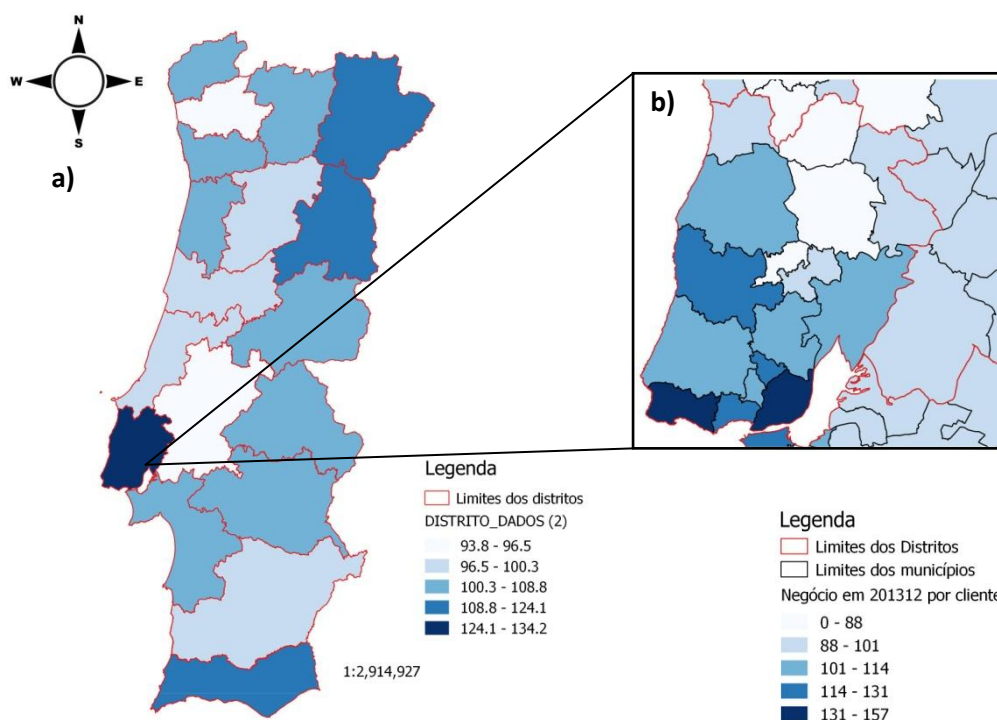 N
W E
S
a)
b)
Legenda
Limites dos distritos
DISTRITO_DADOS (2)
93.8 - 96.5
96.5 - 100.3
100.3 - 108.8
108.8 - 124.1
124.1 - 134.2
1:2,914,927
Legenda
Limites dos Distritos
Limites dos municípios
Negócio em 201312 por cliente
0 - 88
88 - 101
101 - 114
114 - 131
131 - 157